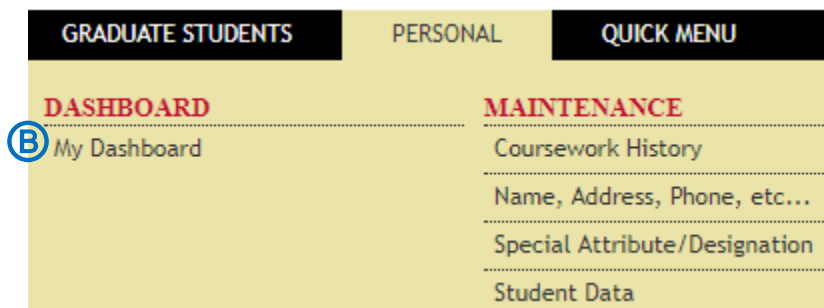 GRADUATE STUDENTS PERSONAL QUICK MENU
DASHBOARD
B My Dashboard
MAINTENANCE
Coursework History
Name, Address, Phone, etc...
Special Attribute/Designation
Student Data